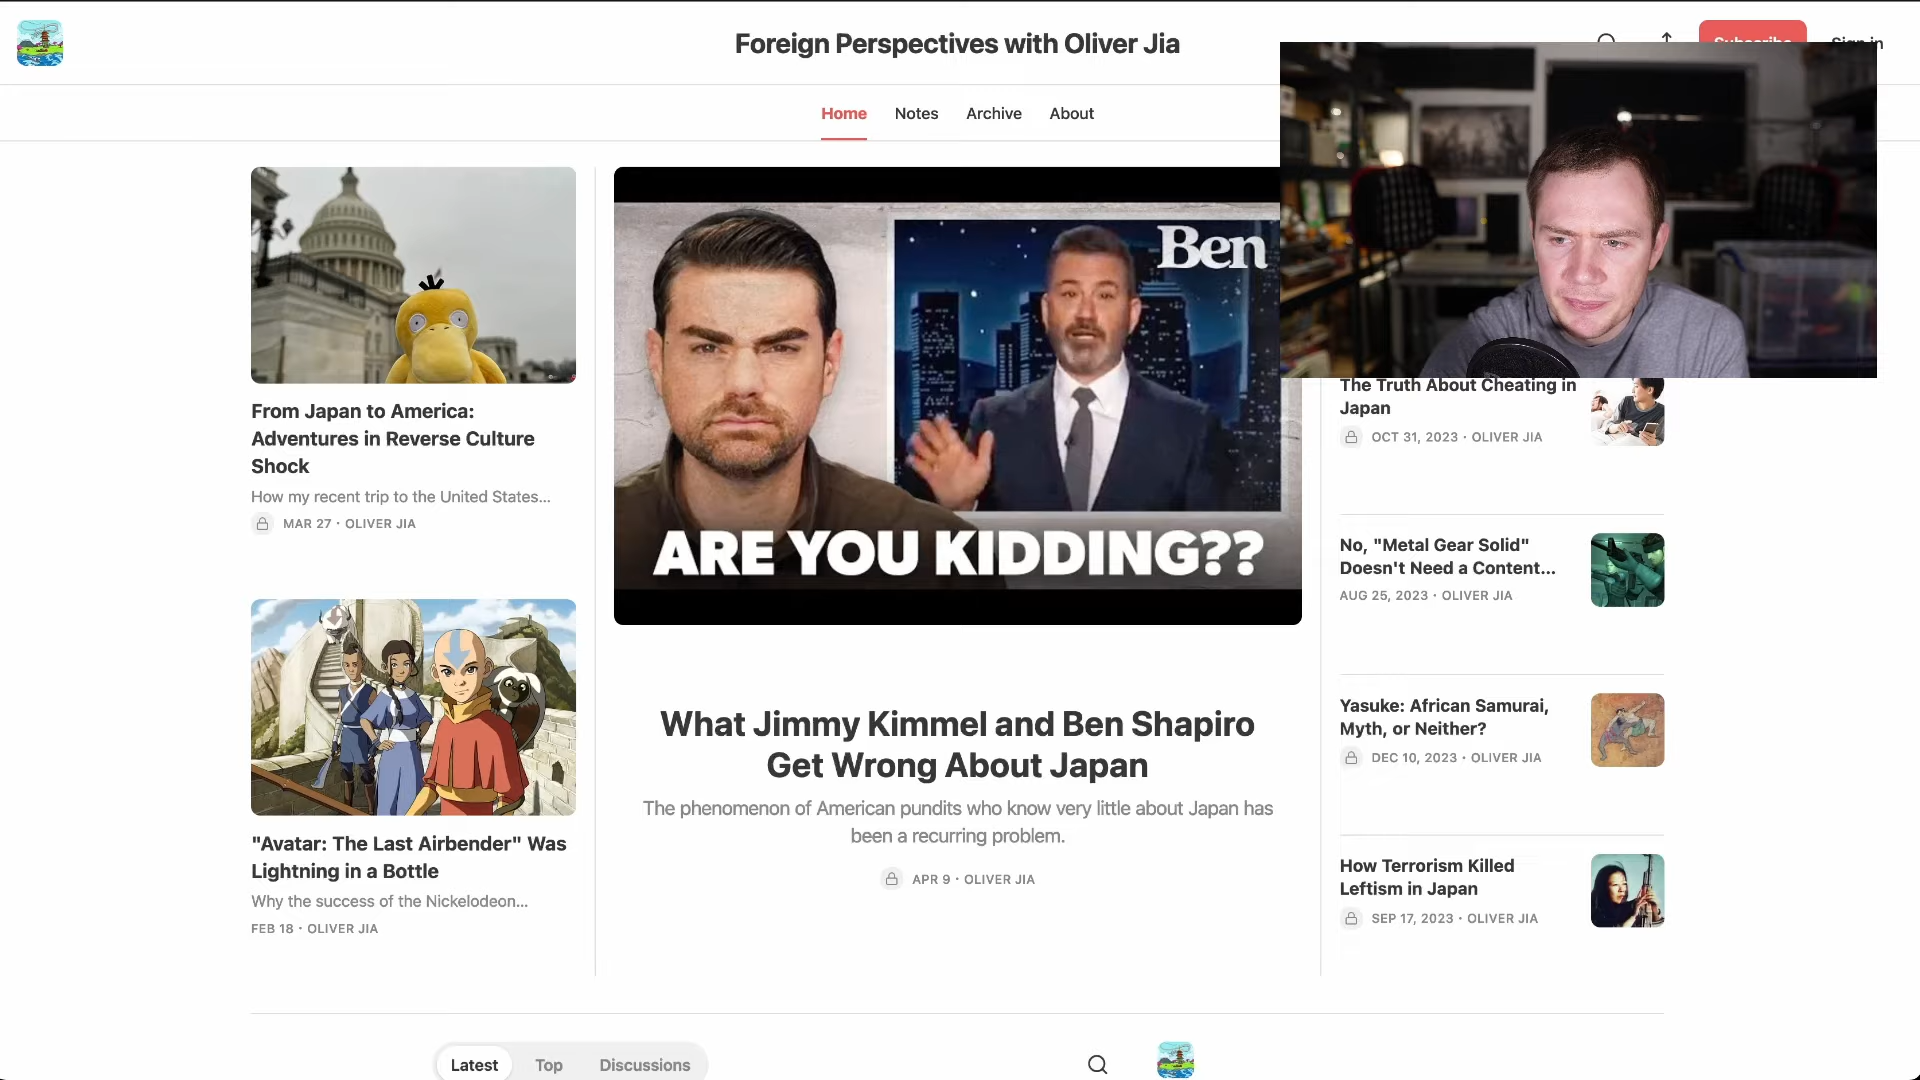 Foreign Perspectives with Oliver Jia
Home
Notes
Archive
About
From Japan to America:
Adventures in Reverse Culture
Shock
How my recent trip to the United States...
MAR 27 · OLIVER JIA
"Avatar: The Last Airbender" Was
Lightning in a Bottle
Why the success of the Nickelodeon...
FEB 18 · OLIVER JIA
Ben
ARE YOU KIDDING??
What Jimmy Kimmel and Ben Shapiro
Get Wrong About Japan
The phenomenon of American pundits who know very little about Japan has
been a recurring problem.
APR 9 · OLIVER JIA
The Truth About Cheating in
Japan
OCT 31, 2023 · OLIVER JIA
No, "Metal Gear Solid"
Doesn't Need a Content...
AUG 25, 2023 · OLIVER JIA
Yasuke: African Samurai,
Myth, or Neither?
DEC 10, 2023 · OLIVER JIA
How Terrorism Killed
Leftism in Japan
SEP 17, 2023 · OLIVER JIA
Latest
Top
Discussions